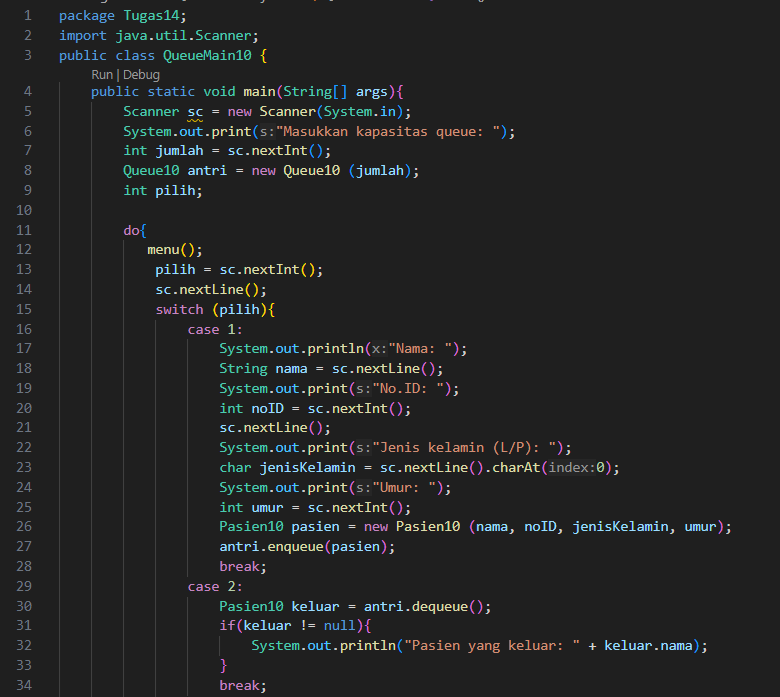 1 package Tugas14;
2 import java.util.Scanner;
3 public class QueueMain10 {
Run | Debug
4 public static void main(String[] args){
5 Scanner sc = new Scanner(System.in);
6 System.out.print(s:"Masukkan kapasitas queue: ");
7 int jumlah = sc.nextInt();
8 Queue10 antri = new Queue10 (jumlah);
9 int pilih;
10
11 do{
12 menu();
13 pilih = sc.nextInt();
14 sc.nextLine();
15 switch (pilih){
16 case 1:
17 System.out.println(x:"Nama: ");
18 String nama = sc.nextLine();
19 System.out.print(s:"No.ID: ");
20 int noID = sc.nextInt();
21 sc.nextLine();
22 System.out.print(s:"Jenis kelamin (L/P): ");
23 char jenisKelamin = sc.nextLine().charAt(index:0);
24 System.out.print(s:"Umur: ");
25 int umur = sc.nextInt();
26 Pasien10 pasien = new Pasien10 (nama, noID, jenisKelamin, umur);
27 antri.enqueue(pasien);
28 break;
29 case 2:
30 Pasien10 keluar = antri.dequeue();
31 if(keluar != null){
32 System.out.println("Pasien yang keluar: " + keluar.nama);
33 }
34 break;